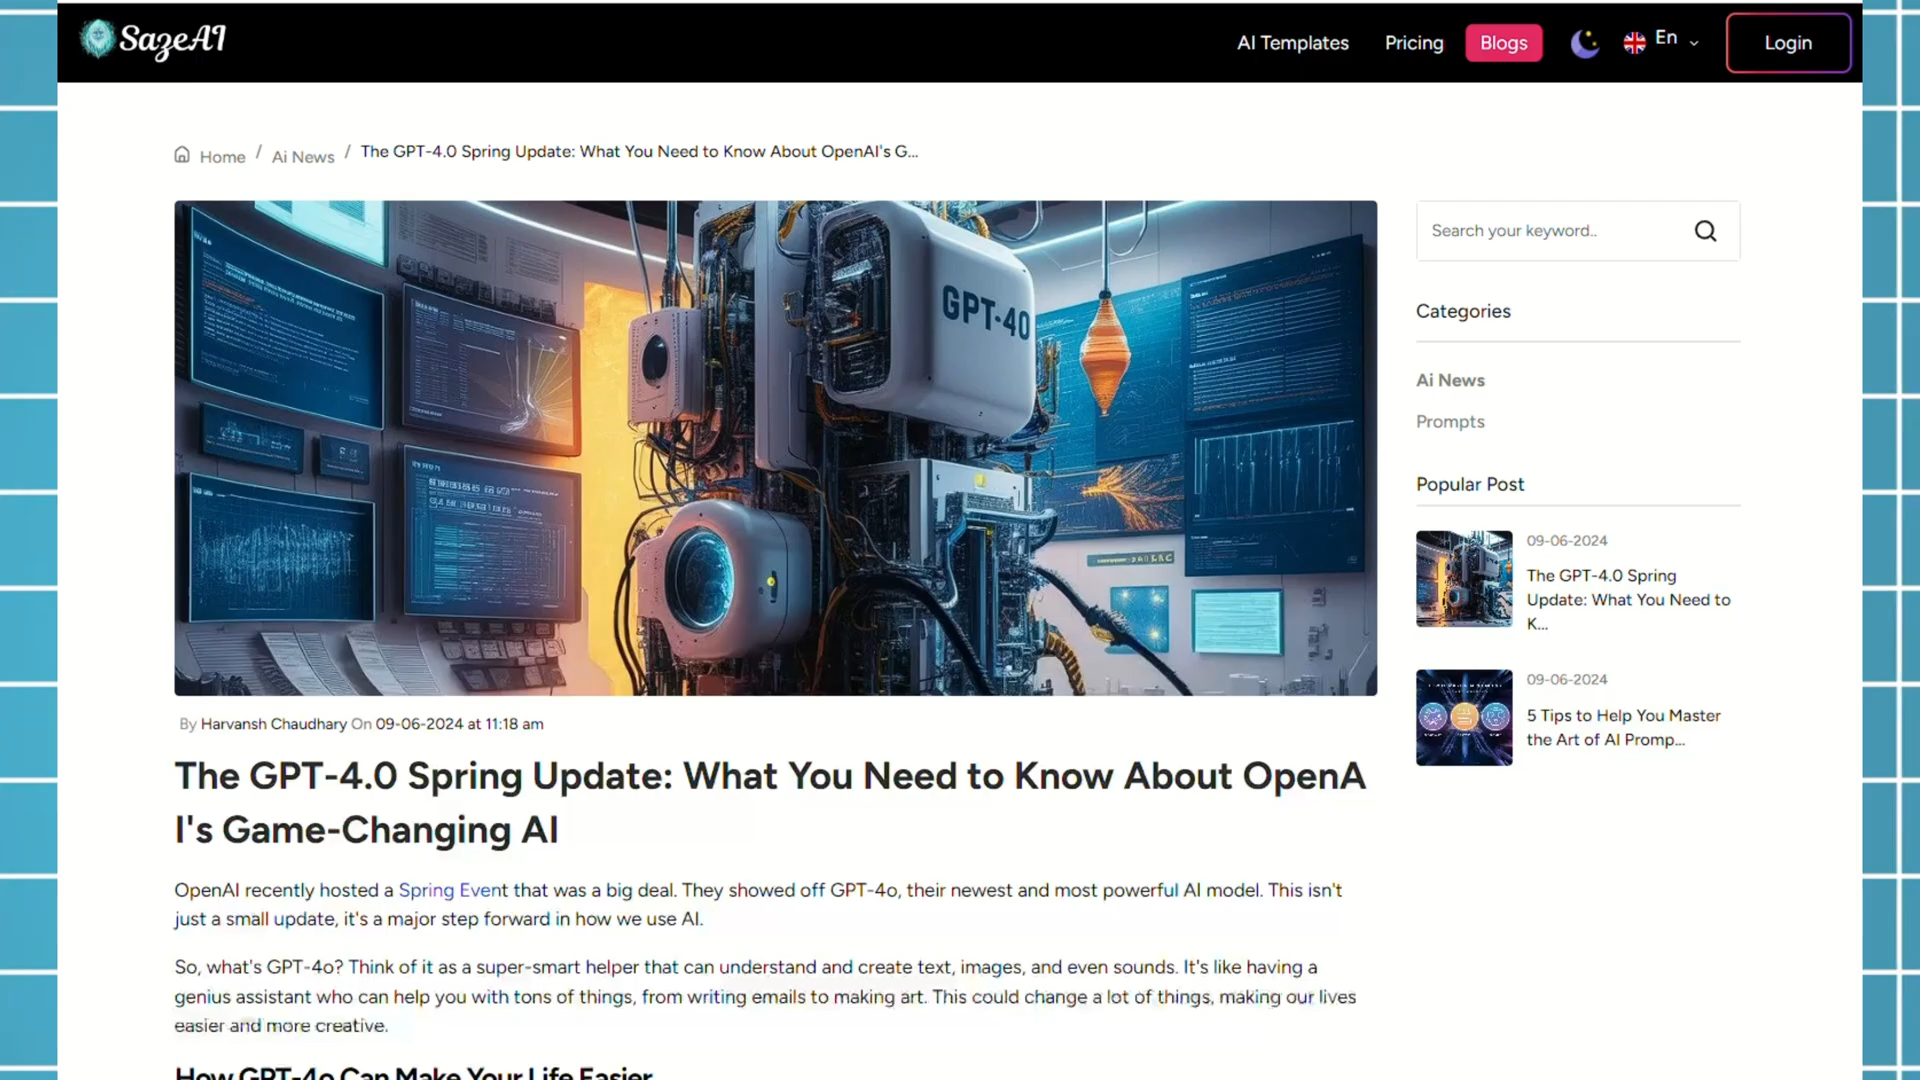 SazeAI
AI Templates
Pricing
Blogs
En
Login
Home / Ai News / The GPT-4.0 Spring Update: What You Need to Know About OpenAI's G...
GPT-4O
Search your keyword..
Categories
Ai News
Prompts
Popular Post
09-06-2024
The GPT-4.0 Spring
Update: What You Need to
K...
09-06-2024
5 Tips to Help You Master
the Art of AI Promp...
By Harvansh Chaudhary On 09-06-2024 at 11:18 am
The GPT-4.0 Spring Update: What You Need to Know About OpenA
I's Game-Changing AI
OpenAI recently hosted a Spring Event that was a big deal. They showed off GPT-4o, their newest and most powerful AI model. This isn't
just a small update, it's a major step forward in how we use AI.
So, what's GPT-4o? Think of it as a super-smart helper that can understand and create text, images, and even sounds. It's like having a
genius assistant who can help you with tons of things, from writing emails to making art. This could change a lot of things, making our lives
easier and more creative.
How GPT-4o Can Make Your Life Easier